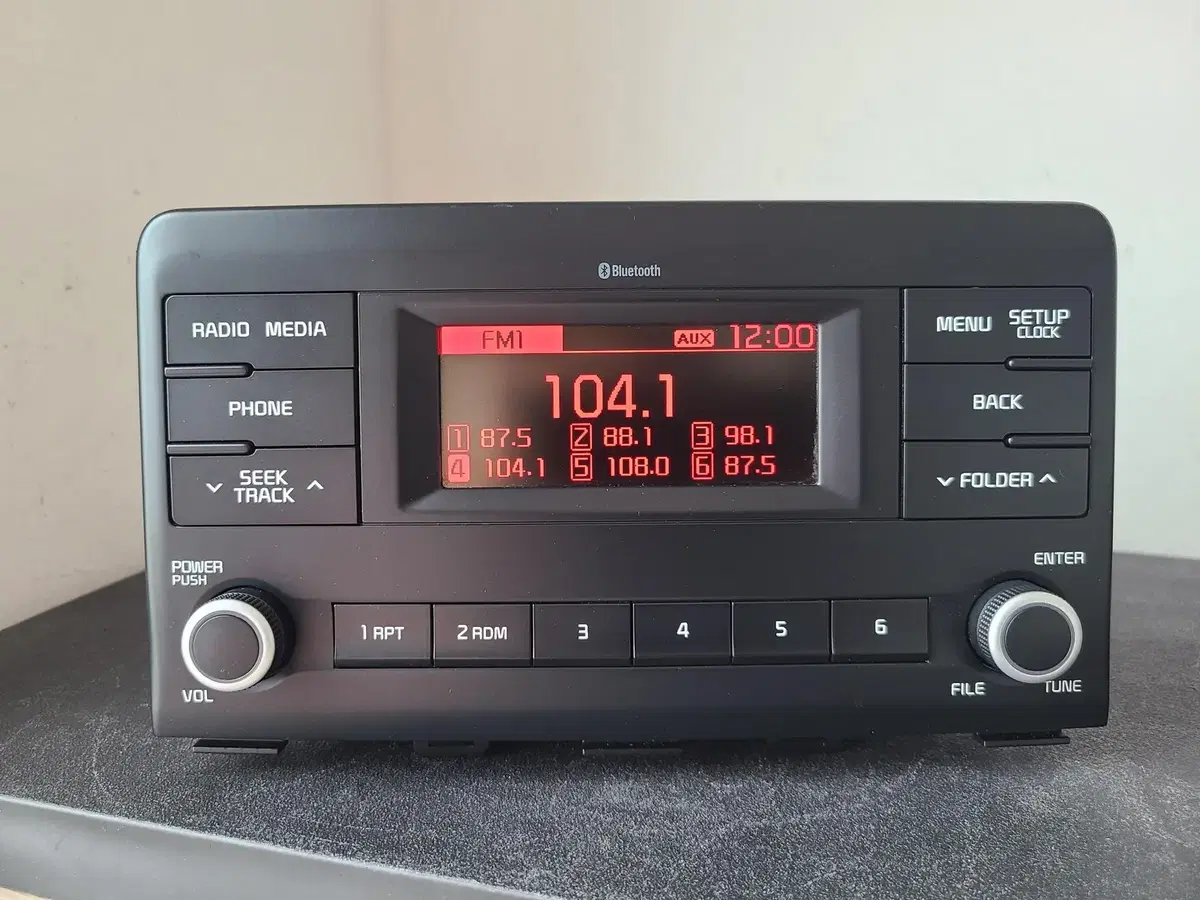 Bluetooth
RADIO MEDIA
PHONE
SEEK
TRACK
FM1 AUX 12:00
104.1
1 87.5 2 88.1 3 98.1
4 104.1 5 108.0 6 87.5
MENU SETUP
CLOCK
BACK
FOLDER
POWER
PUSH
VOL
1 RPT 2 RDM 3 4 5 6
ENTER
FILE TUNE